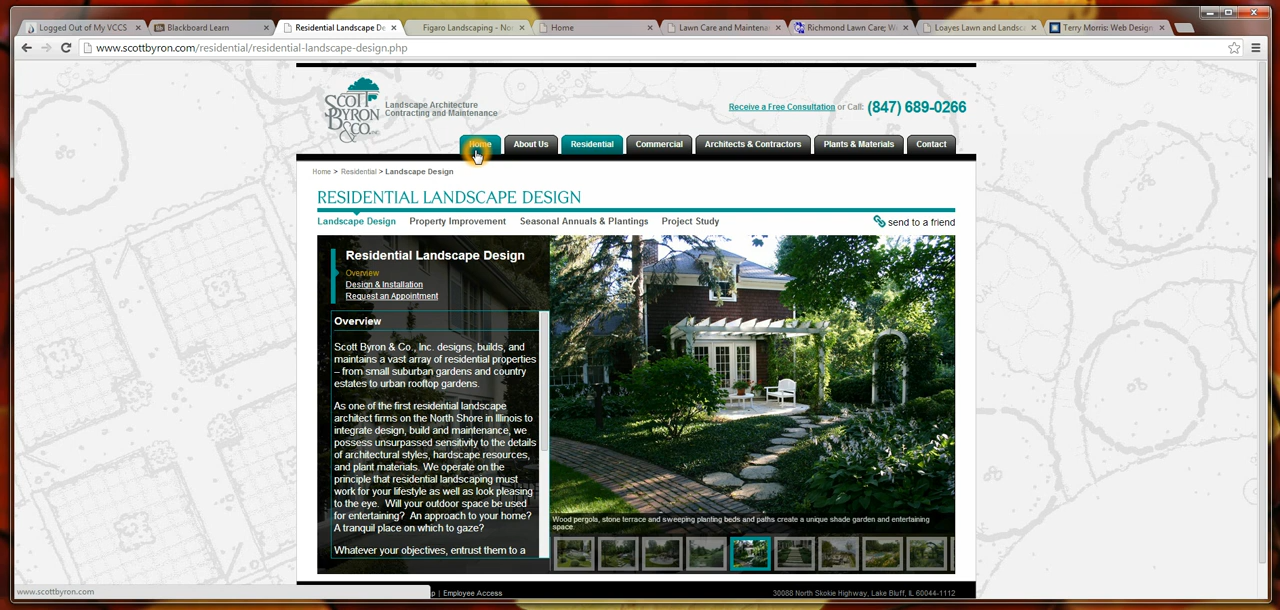 Logged Out of My VCCS
Blackboard Learn
Residential Landscape De
Figaro Landscaping - No
Home
Lawn Care and Maintenan
Richmond Lawn Care; W
Loayes Lawn and Landsc
Terry Morris: Web Design
www.scottbyron.com/residential/residential-landscape-design.php
SCOTT
BYRON
& CO., INC.
Landscape Architecture
Contracting and Maintenance
Receive a Free Consultation or Call: (847) 689-0266
Home
About Us
Residential
Commercial
Architects & Contractors
Plants & Materials
Contact
Home > Residential > Landscape Design
RESIDENTIAL LANDSCAPE DESIGN
Landscape Design
Property Improvement
Seasonal Annuals & Plantings
Project Study
send to a friend
Residential Landscape Design
Overview
Design & Installation
Request an Appointment
Overview
Scott Byron & Co., Inc. designs, builds, and
maintains a vast array of residential properties
– from small suburban gardens and country
estates to urban rooftop gardens.
As one of the first residential landscape
architect firms on the North Shore in Illinois to
integrate design, build and maintenance, we
possess unsurpassed sensitivity to the details
of architectural styles, hardscape resources,
and plant materials. We operate on the
principle that residential landscaping must
work for your lifestyle as well as look pleasing
to the eye. Will your outdoor space be used
for entertaining? An approach to your home?
A tranquil place on which to gaze?
Whatever your objectives, entrust them to a
Wood pergola, stone terrace and sweeping planting beds and paths create a unique shade garden and entertaining
space.
www.scottbyron.com
p | Employee Access
30088 North Skokie Highway, Lake Bluff, IL 60044-1112